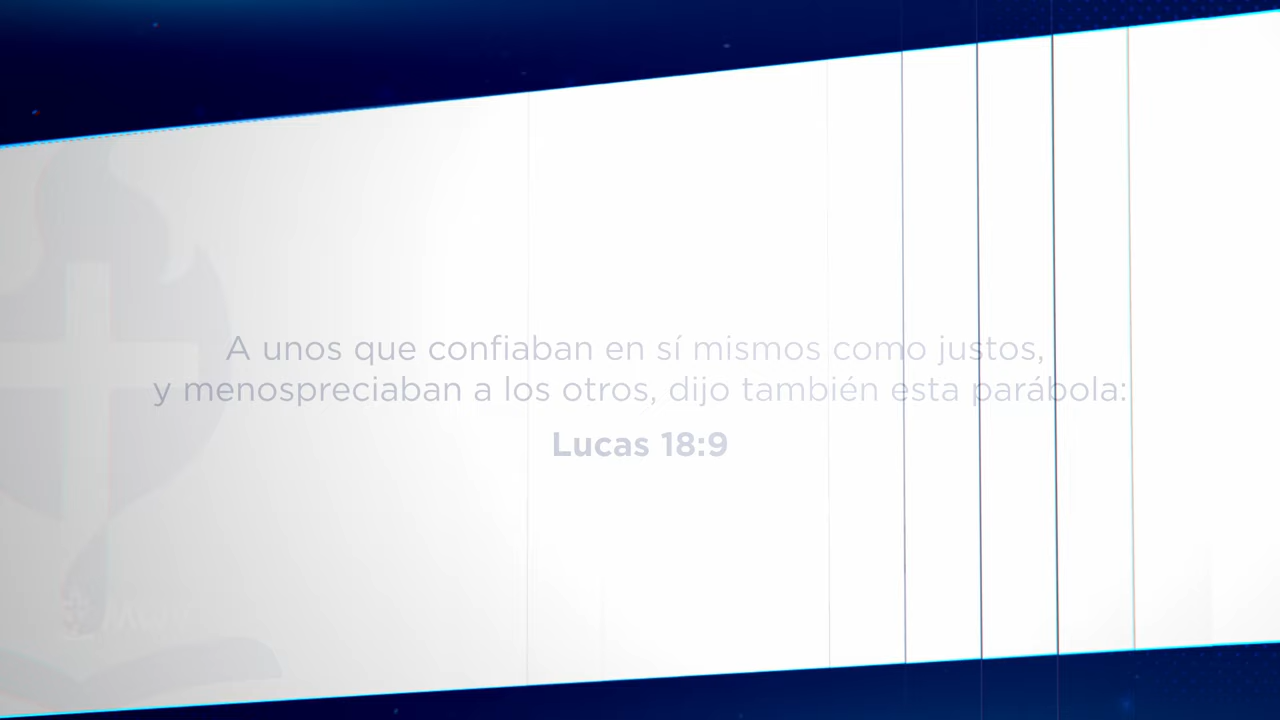 A unos que confiaban en sí mismos como justos,
y menospreciaban a los otros, dijo también esta parábola:
Lucas 18:9